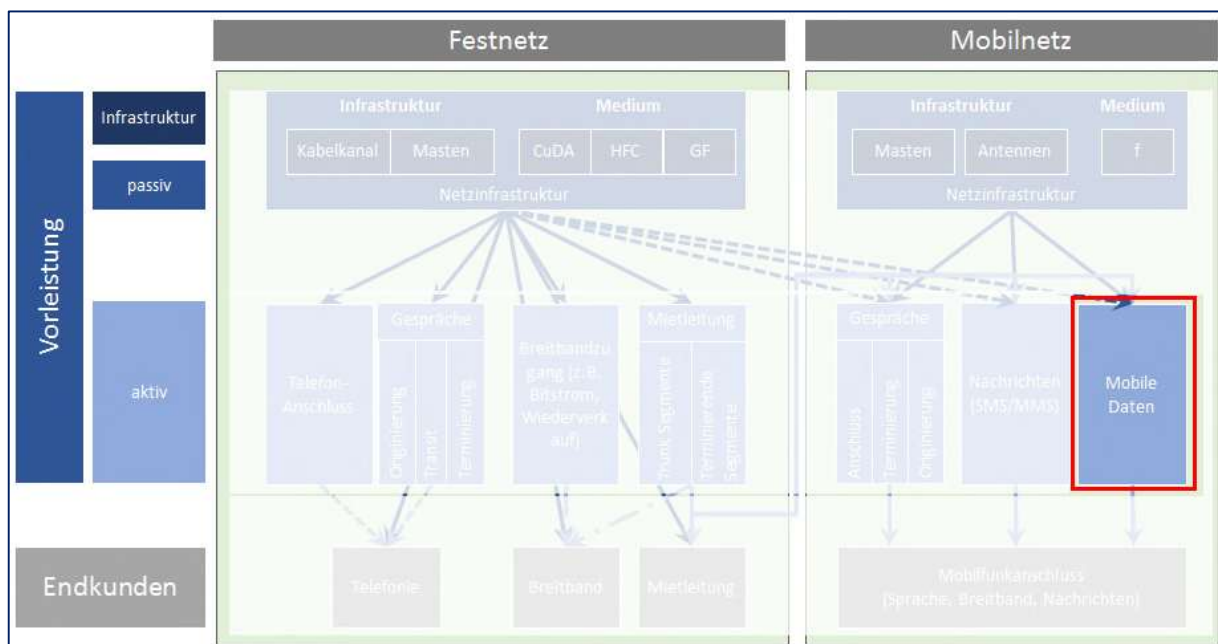 Festnetz
Mobilnetz
Vorleistung
Infrastruktur
passiv
aktiv
Endkunden
Infrastruktur
Medium
Kabelkanal
Masten
CuDA
HFC
GF
Netzinfrastruktur
Infrastruktur
Medium
Masten
Antennen
f
Netzinfrastruktur
Telefon-
Anschluss
Gespräche
Originierung
Transit
Terminierung
Breitbandzu
gang (z.B.
Bitstrom,
Wiederverk
auf)
Mietleitung
Trunk Segmente
Terminierende
Segmente
Gespräche
Anschluss
Terminierung
Originierung
Nachrichten
(SMS/MMS)
Mobile
Daten
Telefonie
Breitband
Mietleitung
Mobilfunkanschluss
(Sprache, Breitband, Nachrichten)